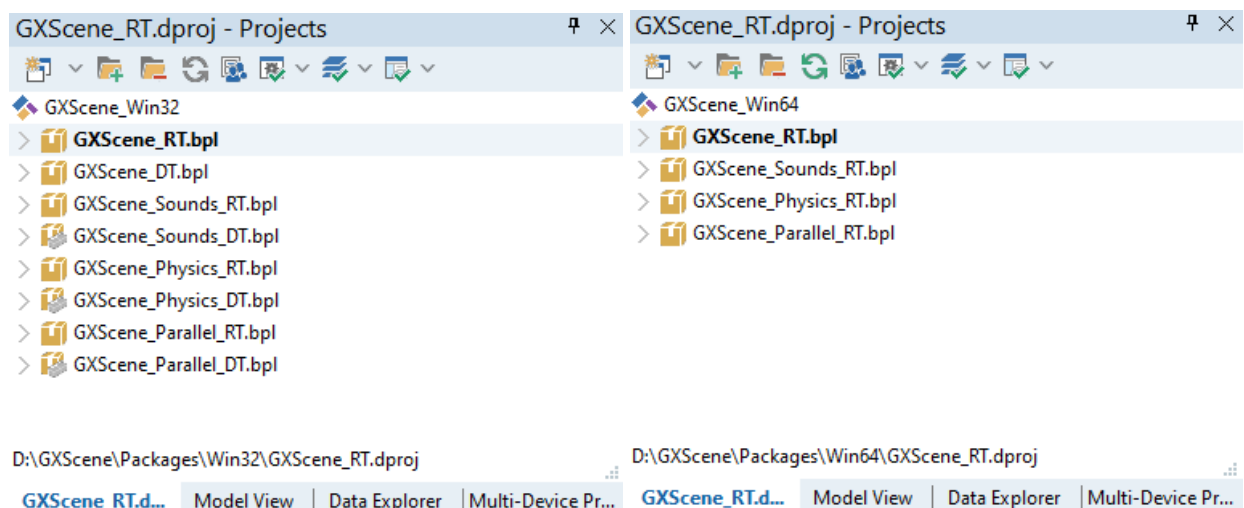 GXScene_RT.dproj - Projects
GXScene_Win32
GXScene_RT.bpl
GXScene_DT.bpl
GXScene_Sounds_RT.bpl
GXScene_Sounds_DT.bpl
GXScene_Physics_RT.bpl
GXScene_Physics_DT.bpl
GXScene_Parallel_RT.bpl
GXScene_Parallel_DT.bpl
D:\GXScene\Packages\Win32\GXScene_RT.dproj
GXScene_RT.d... Model View Data Explorer Multi-Device Pr...
GXScene_RT.dproj - Projects
GXScene_Win64
GXScene_RT.bpl
GXScene_Sounds_RT.bpl
GXScene_Physics_RT.bpl
GXScene_Parallel_RT.bpl
D:\GXScene\Packages\Win64\GXScene_RT.dproj
GXScene_RT.d... Model View Data Explorer Multi-Device Pr...